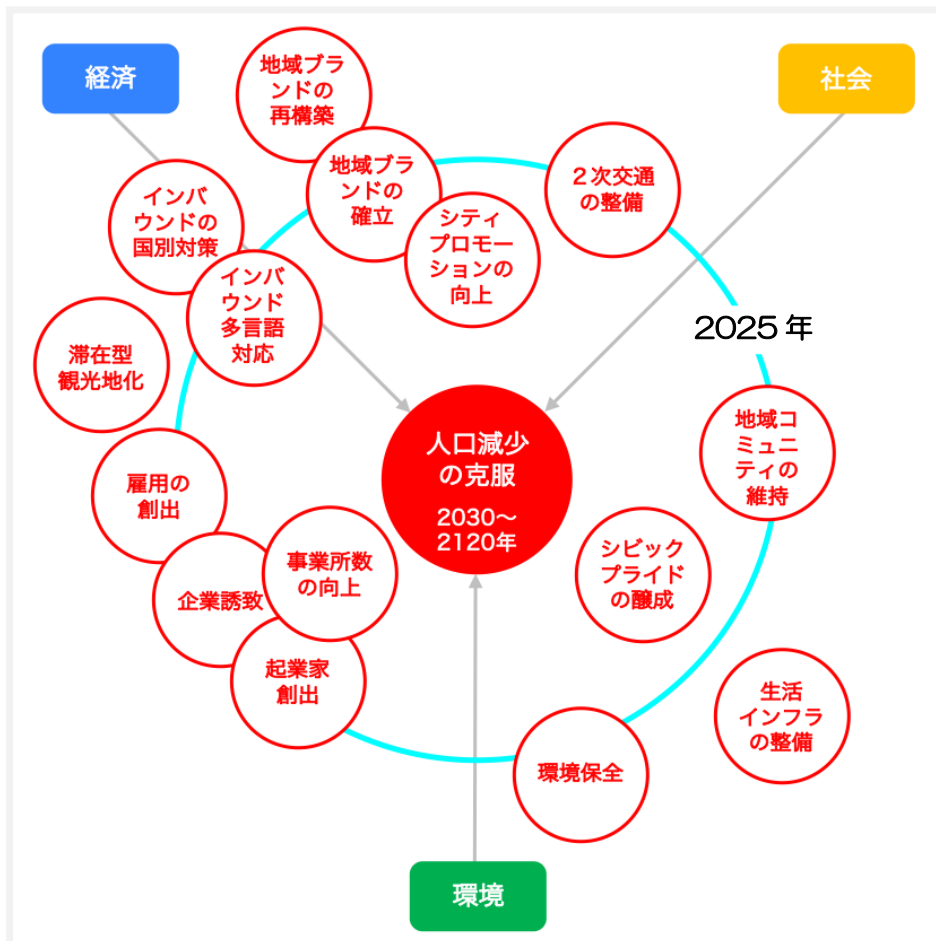 経済
社会
地域ブラ
ンドの
再構築
地域ブラ
ンドの
確立
2次交通
の整備
インバ
ウンドの
国別対策
シティ
プロモー
ションの
向上
インバ
ウンド
多言語
対応
2025年
滞在型
観光地化
人口減少
の克服
2030〜
2120年
地域コ
ミュニ
ティの
維持
雇用の
創出
事業所数
の向上
シビック
プライド
の醸成
企業誘致
起業家
創出
生活
インフラ
の整備
環境保全
環境